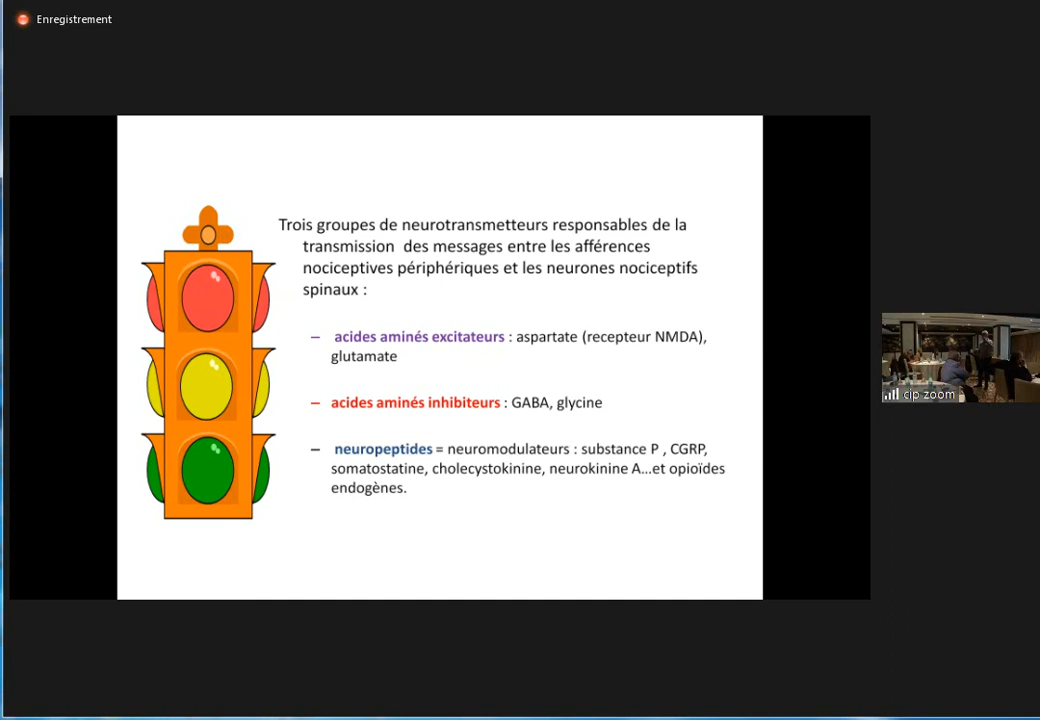 Enregistrement
Trois groupes de neurotransmetteurs responsables de la
transmission des messages entre les afférences
nociceptives périphériques et les neurones nociceptifs
spinaux :
– acides aminés excitateurs : aspartate (recepteur NMDA),
glutamate
– acides aminés inhibiteurs : GABA, glycine
– neuropeptides = neuromodulateurs : substance P , CGRP,
somatostatine, cholecystokinine, neurokinine A...et opioïdes
endogènes.
cip zoom